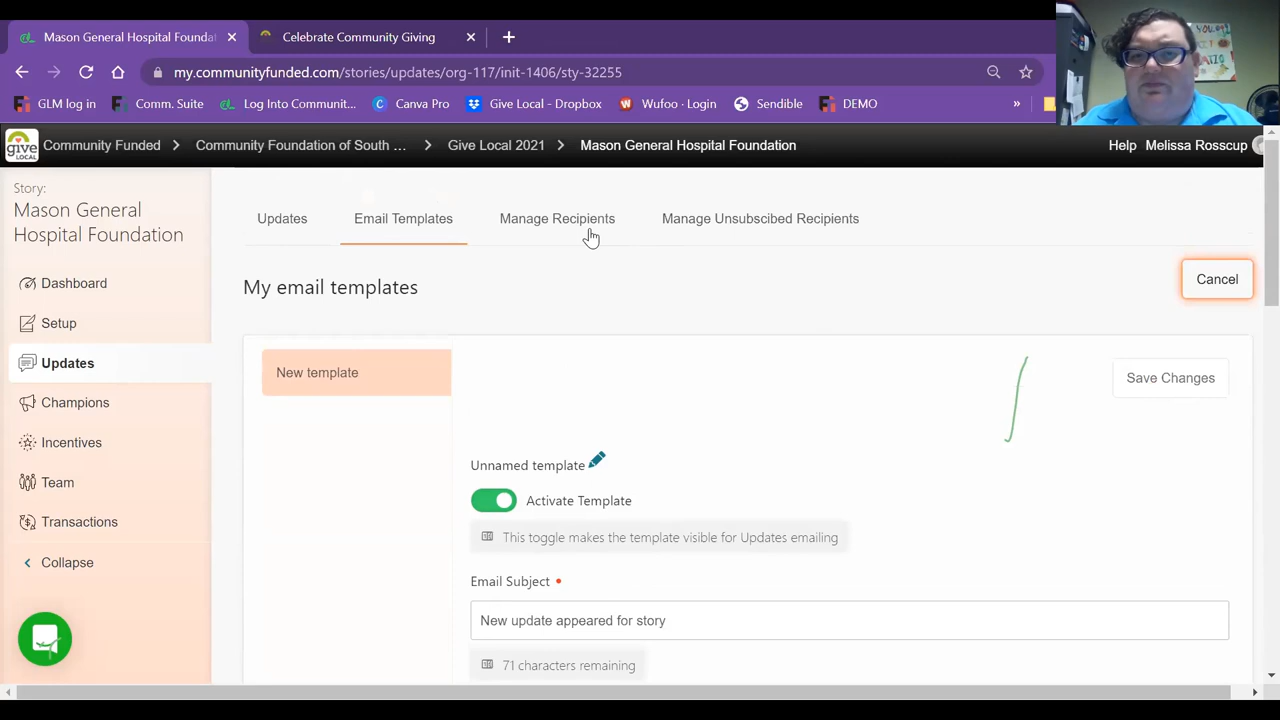 Mason General Hospital Founda
Celebrate Community Giving
my.communityfunded.com/stories/updates/org-117/init-1406/sty-32255
GLM log in
Comm. Suite
Log Into Communit...
Canva Pro
Give Local - Dropbox
Wufoo · Login
Sendible
DEMO
»
give LOCAL
Community Funded
Community Foundation of South ...
Give Local 2021
Mason General Hospital Foundation
Help
Melissa Rosscup
Story:
Mason General
Hospital Foundation
Dashboard
Setup
Updates
Champions
Incentives
Team
Transactions
Collapse
Updates
Email Templates
Manage Recipients
Manage Unsubscibed Recipients
My email templates
Cancel
New template
Save Changes
Unnamed template
Activate Template
This toggle makes the template visible for Updates emailing
Email Subject
New update appeared for story
71 characters remaining